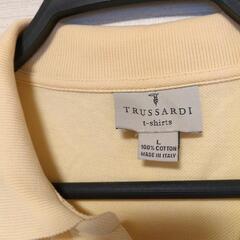 TRUSSARDI
t-shirts
L
100% COTTON
MADE IN ITALY